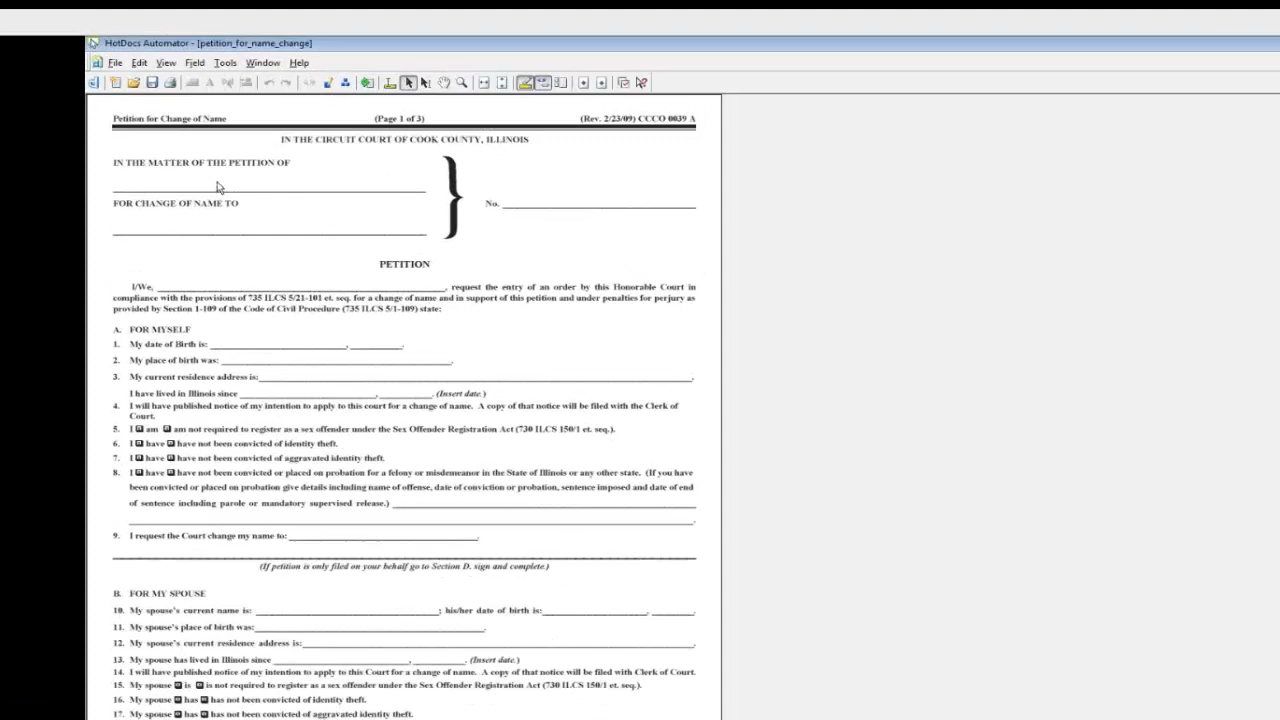 HotDocs Automator - [petition_for_name_change]
File Edit View Field Tools Window Help
Petition for Change of Name (Page 1 of 3) (Rev. 2/23/09) CCCO 0039 A
IN THE CIRCUIT COURT OF COOK COUNTY, ILLINOIS
IN THE MATTER OF THE PETITION OF
FOR CHANGE OF NAME TO
No.
PETITION
I/We, , request the entry of an order by this Honorable Court in
compliance with the provisions of 735 ILCS 5/21-101 et. seq. for a change of name and in support of this petition and under penalties for perjury as
provided by Section 1-109 of the Code of Civil Procedure (735 ILCS 5/1-109) state:
A. FOR MYSELF
1. My date of Birth is: , .
2. My place of birth was: .
3. My current residence address is: .
I have lived in Illinois since , . (Insert date.)
4. I will have published notice of my intention to apply to this court for a change of name. A copy of that notice will be filed with the Clerk of
Court.
5. I am am not required to register as a sex offender under the Sex Offender Registration Act (730 ILCS 150/1 et. seq.).
6. I have have not been convicted of identity theft.
7. I have have not been convicted of aggravated identity theft.
8. I have have not been convicted or placed on probation for a felony or misdemeanor in the State of Illinois or any other state. (If you have
been convicted or placed on probation give details including name of offense, date of conviction or probation, sentence imposed and date of end
of sentence including parole or mandatory supervised release.)
.
9. I request the Court change my name to: .
(If petition is only filed on your behalf go to Section D. sign and complete.)
B. FOR MY SPOUSE
10. My spouse's current name is: ; his/her date of birth is: , .
11. My spouse's place of birth was: .
12. My spouse's current residence address is: .
13. My spouse has lived in Illinois since , . (Insert date.)
14. I will have published notice of my intention to apply to this Court for a change of name. A copy of that notice will be filed with Clerk of Court.
15. My spouse is is not required to register as a sex offender under the Sex Offender Registration Act (730 ILCS 150/1 et. seq.).
16. My spouse has has not been convicted of identity theft.
17. My spouse has has not been convicted of aggravated identity theft.